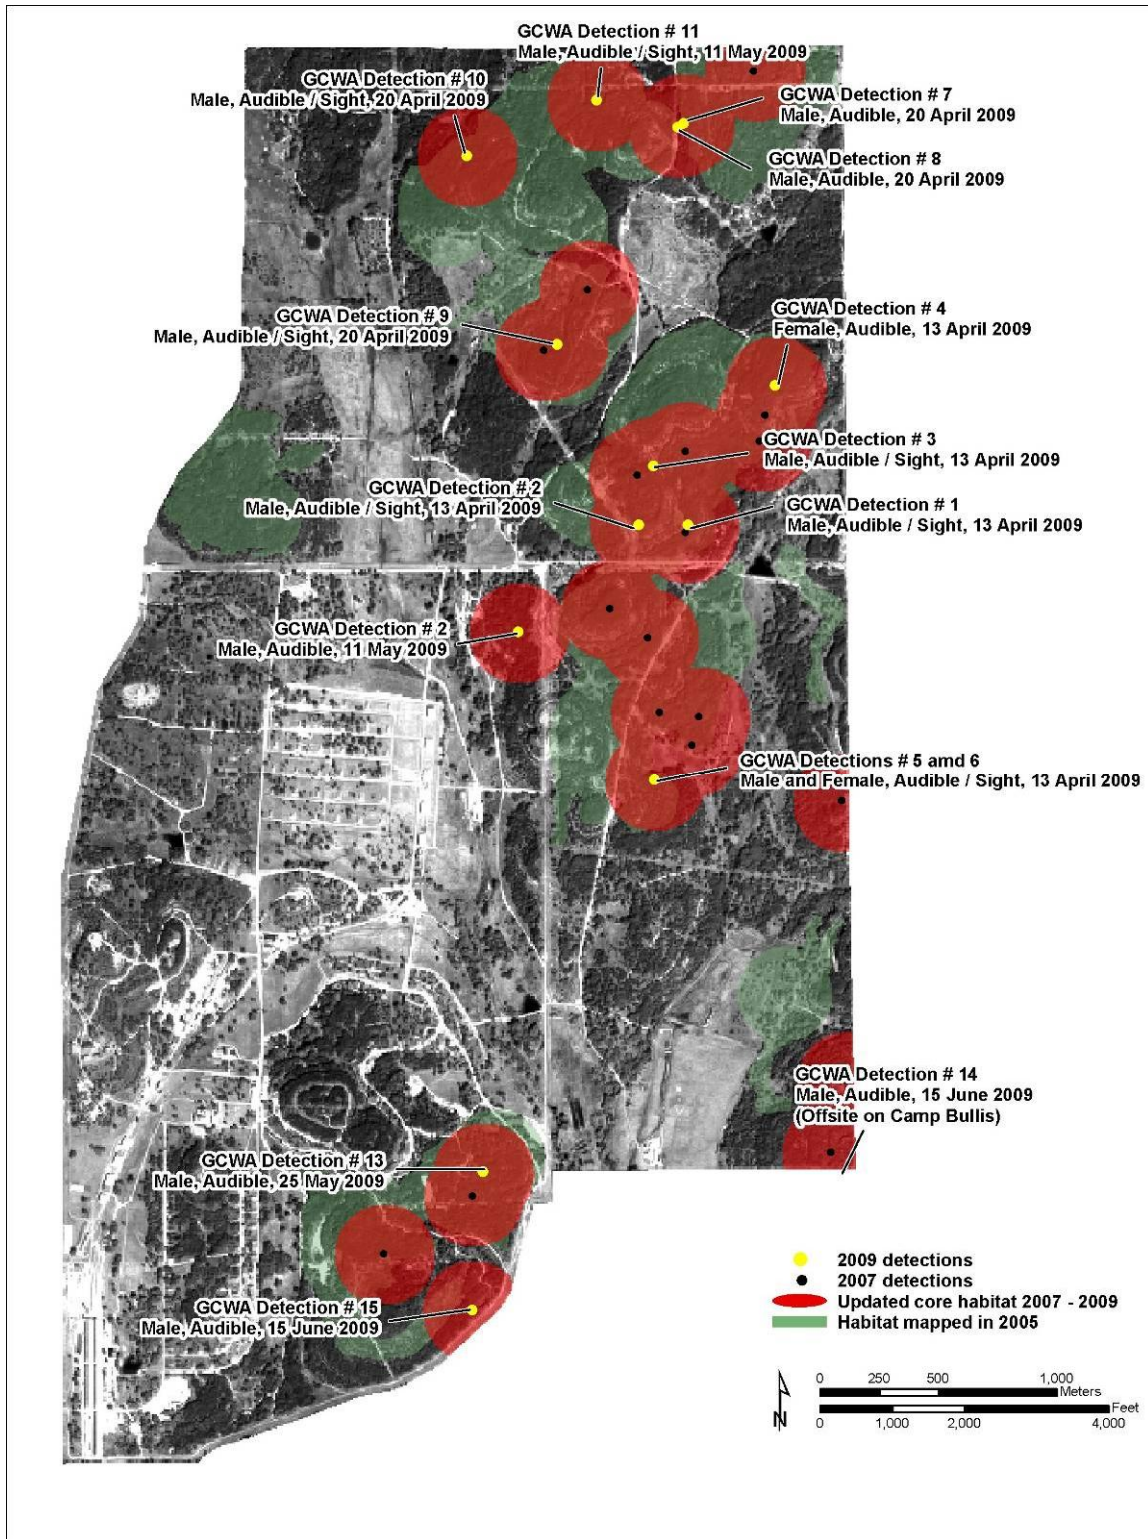 GCWA Detection # 11
Male, Audible / Sight, 11 May 2009
GCWA Detection # 10
Male, Audible / Sight, 20 April 2009
GCWA Detection # 7
Male, Audible, 20 April 2009
GCWA Detection # 8
Male, Audible, 20 April 2009
GCWA Detection # 9
Male, Audible / Sight, 20 April 2009
GCWA Detection # 4
Female, Audible, 13 April 2009
GCWA Detection # 3
Male, Audible / Sight, 13 April 2009
GCWA Detection # 2
Male, Audible / Sight, 13 April 2009
GCWA Detection # 1
Male, Audible / Sight, 13 April 2009
GCWA Detection # 2
Male, Audible, 11 May 2009
GCWA Detections # 5 amd 6
Male and Female, Audible / Sight, 13 April 2009
GCWA Detection # 14
Male, Audible, 15 June 2009
(Offsite on Camp Bullis)
GCWA Detection # 13
Male, Audible, 25 May 2009
GCWA Detection # 15
Male, Audible, 15 June 2009
2009 detections
2007 detections
Updated core habitat 2007 - 2009
Habitat mapped in 2005
N
0 250 500 1,000
Meters
Feet
0 1,000 2,000 4,000